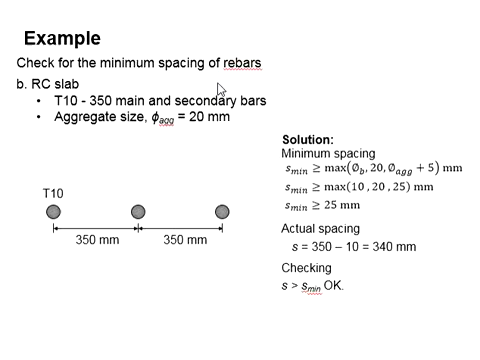 Example
Check for the minimum spacing of rebars
b. RC slab
• T10 - 350 main and secondary bars
• Aggregate size, ϕagg = 20 mm
Solution:
Minimum spacing
smin ≥ max(∅b, 20, ∅agg + 5) mm
smin ≥ max(10 , 20 , 25) mm
smin ≥ 25 mm
T10
350 mm 350 mm
Actual spacing
s = 350 – 10 = 340 mm
Checking
s > smin OK.